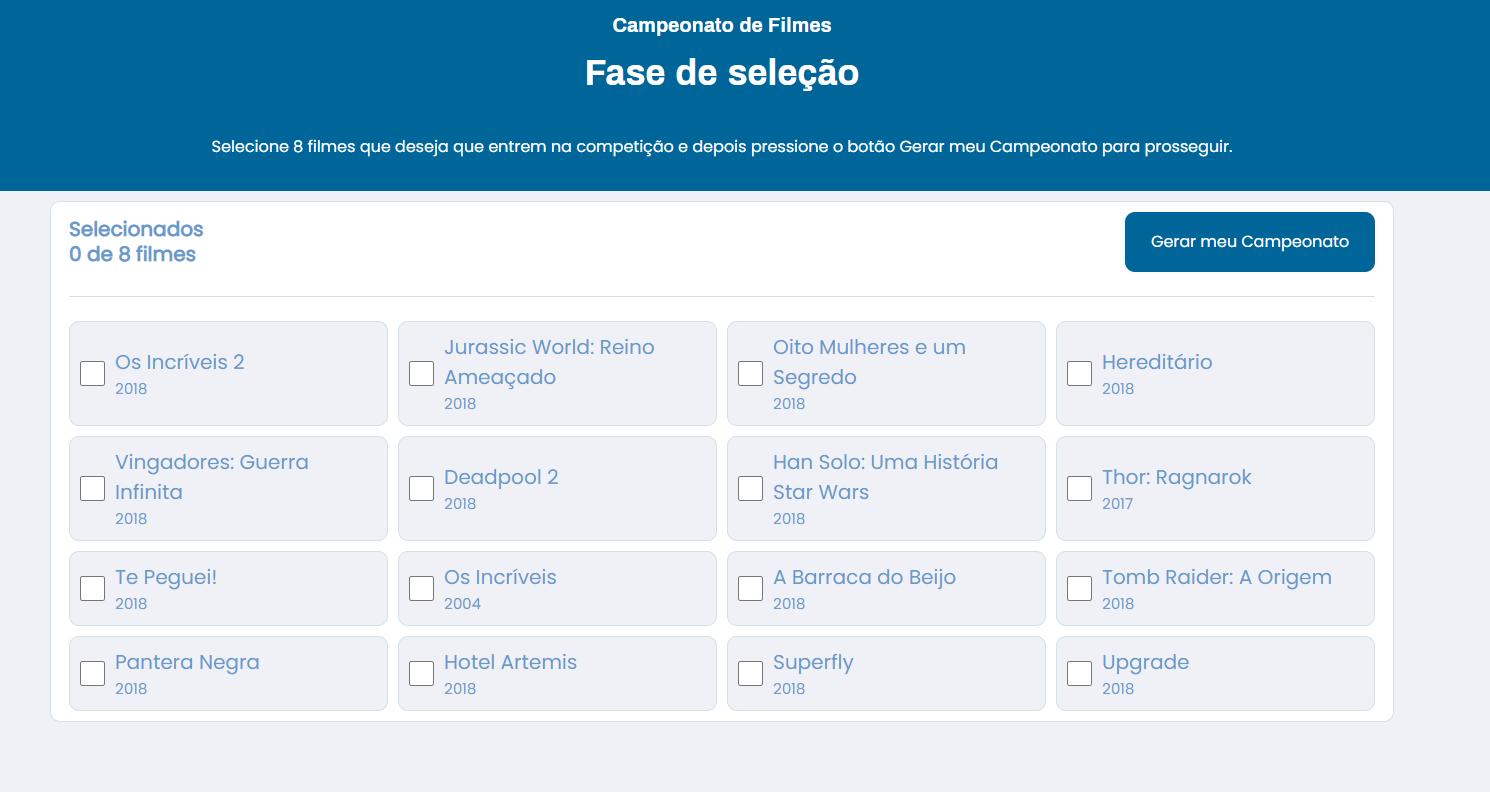 Campeonato de Filmes
Fase de seleção
Selecione 8 filmes que deseja que entrem na competição e depois pressione o botão Gerar meu Campeonato para prosseguir.
Selecionados
0 de 8 filmes
Gerar meu Campeonato
Os Incríveis 2
2018
Jurassic World: Reino
Ameaçado
2018
Oito Mulheres e um
Segredo
2018
Hereditário
2018
Vingadores: Guerra
Infinita
2018
Deadpool 2
2018
Han Solo: Uma História
Star Wars
2018
Thor: Ragnarok
2017
Te Peguei!
2018
Os Incríveis
2004
A Barraca do Beijo
2018
Tomb Raider: A Origem
2018
Pantera Negra
2018
Hotel Artemis
2018
Superfly
2018
Upgrade
2018